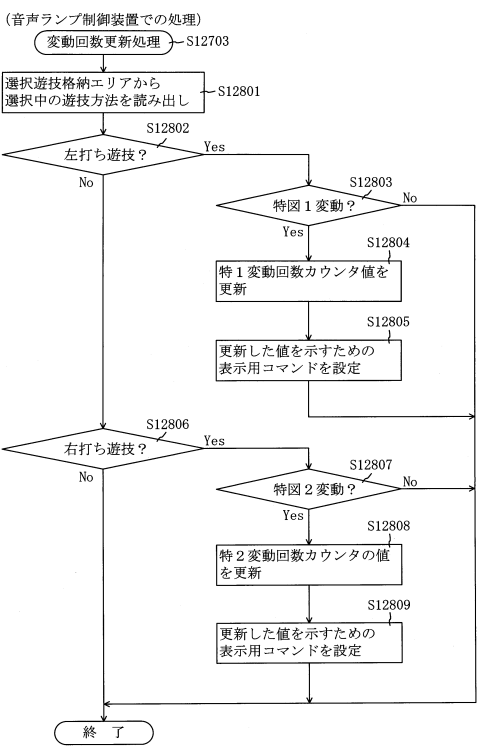 (音声ランプ制御装置での処理)
変動回数更新処理
S12703
選択遊技格納エリアから
選択中の遊技方法を読み出し
S12801
S12802
左打ち遊技?
Yes
No
S12803
特図1変動?
No
Yes
S12804
特1変動回数カウンタ値を
更新
S12805
更新した値を示すための
表示用コマンドを設定
S12806
右打ち遊技?
Yes
No
S12807
特図2変動?
No
Yes
S12808
特2変動回数カウンタの値
を更新
S12809
更新した値を示すための
表示用コマンドを設定
終 了